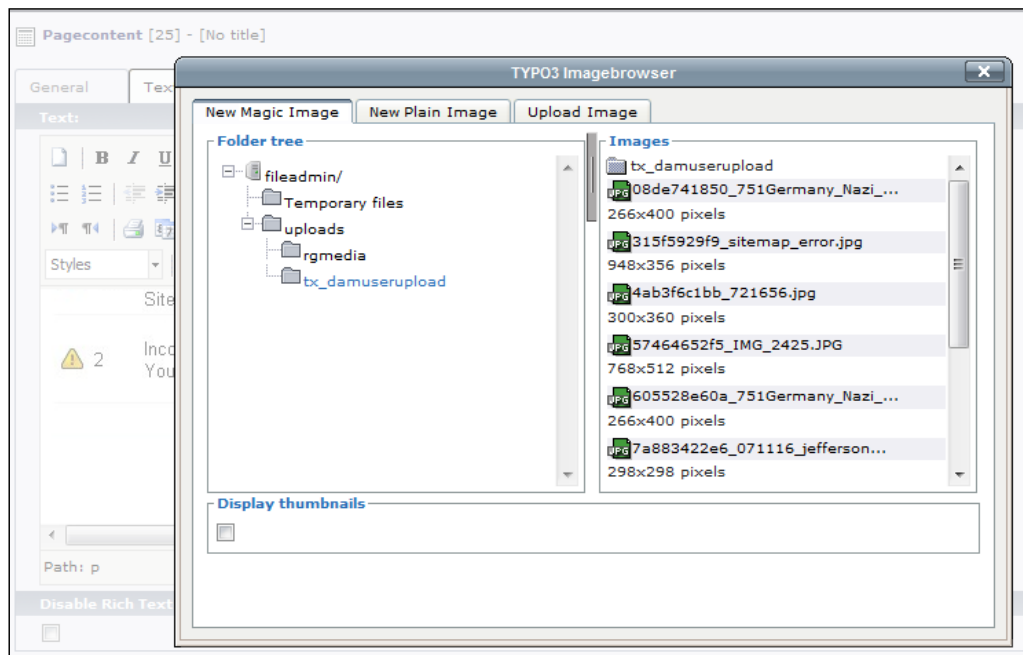 Pagecontent [25] - [No title]
TYPO3 Imagebrowser
General
Tex
New Magic Image
New Plain Image
Upload Image
Text:
Folder tree
Images
B I U
fileadmin/
Temporary files
uploads
rgmedia
tx_damuserupload
tx_damuserupload
08de741850_751Germany_Nazi_...
266x400 pixels
315f5929f9_sitemap_error.jpg
948x356 pixels
4ab3f6c1bb_721656.jpg
300x360 pixels
57464652f5_IMG_2425.JPG
768x512 pixels
605528e60a_751Germany_Nazi_...
266x400 pixels
7a883422e6_071116_jefferson...
298x298 pixels
Styles
Site
2
Inco
You
Display thumbnails
Path: p
Disable Rich Text